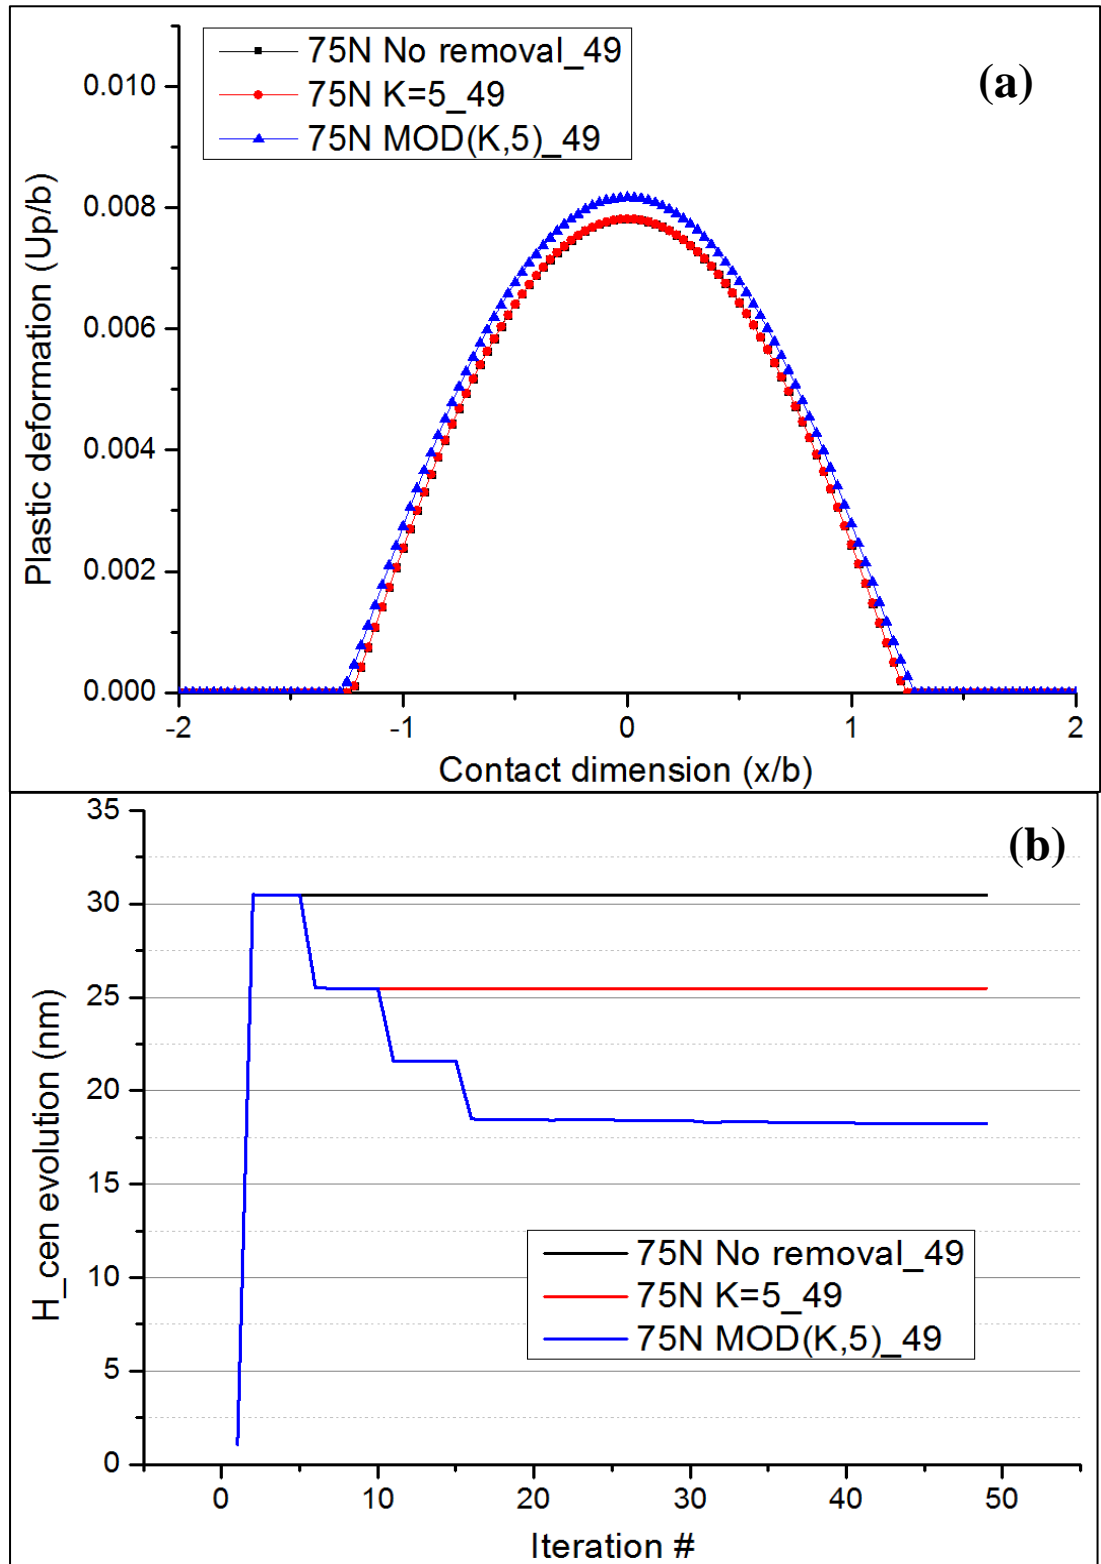 75N No removal_49
75N K=5_49
75N MOD(K,5)_49
(a)
0.010
0.008
0.006
0.004
0.002
0.000
Plastic deformation (Up/b)
-2
-1
0
1
2
Contact dimension (x/b)
(b)
35
30
25
20
15
10
5
0
H_cen evolution (nm)
75N No removal_49
75N K=5_49
75N MOD(K,5)_49
0
10
20
30
40
50
Iteration #